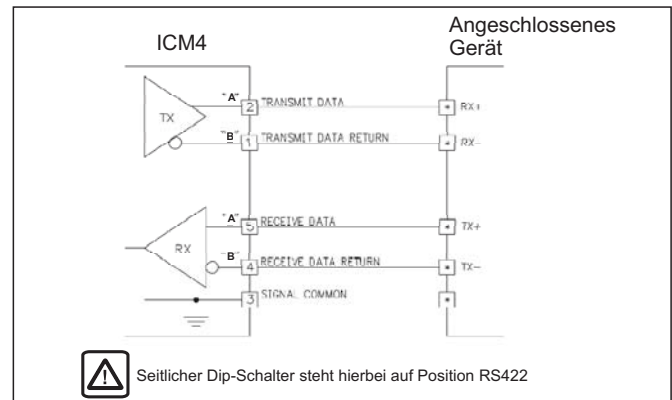 ICM4
Angeschlossenes
Gerät
TX
"A" 2 TRANSMIT DATA RX+
"B" 1 TRANSMIT DATA RETURN RX-
"A" 5 RECEIVE DATA TX+
RX
"B" 4 RECEIVE DATA RETURN TX-
3 SIGNAL COMMON
Seitlicher Dip-Schalter steht hierbei auf Position RS422